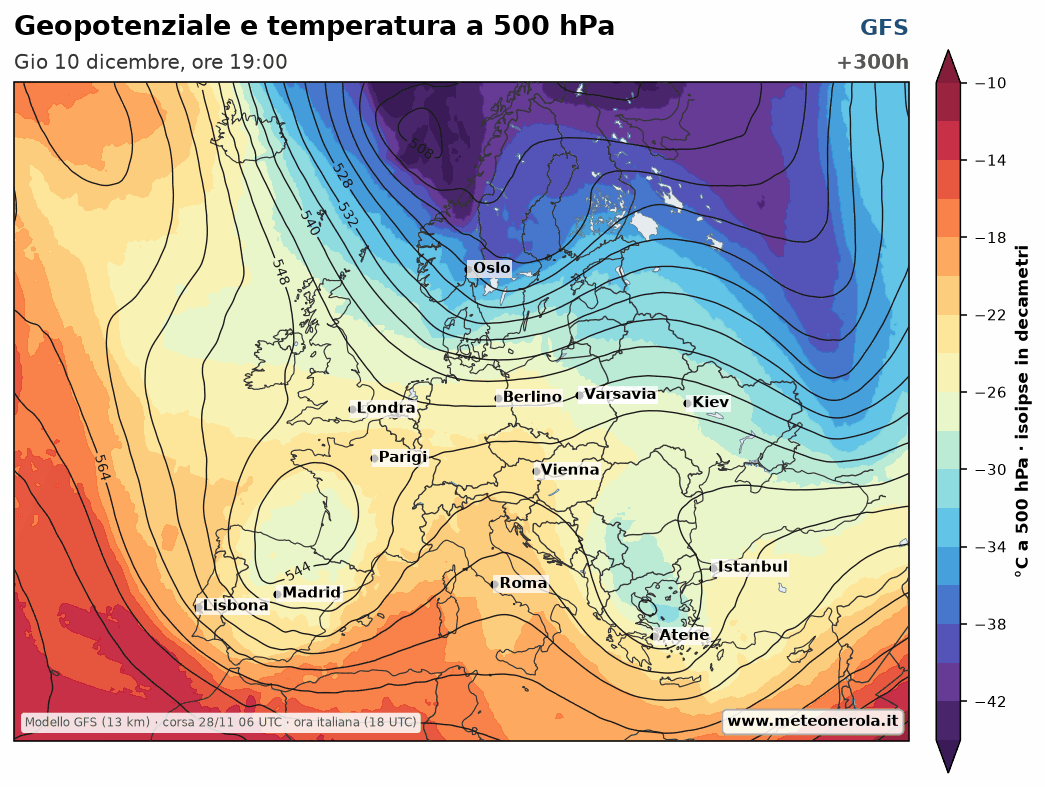 Geopotenziale e temperatura a 500 hPa
GFS
Gio 10 dicembre, ore 19:00
+300h
508
528
532
540
548
564
544
Oslo
Berlino
Varsavia
Kiev
Londra
Parigi
Vienna
Istanbul
Roma
Madrid
Lisbona
Atene
−10
−14
−18
−22
−26
−30
−34
−38
−42
°C a 500 hPa · isoipse in decametri
Modello GFS (13 km) · corsa 28/11 06 UTC · ora italiana (18 UTC)
www.meteonerola.it